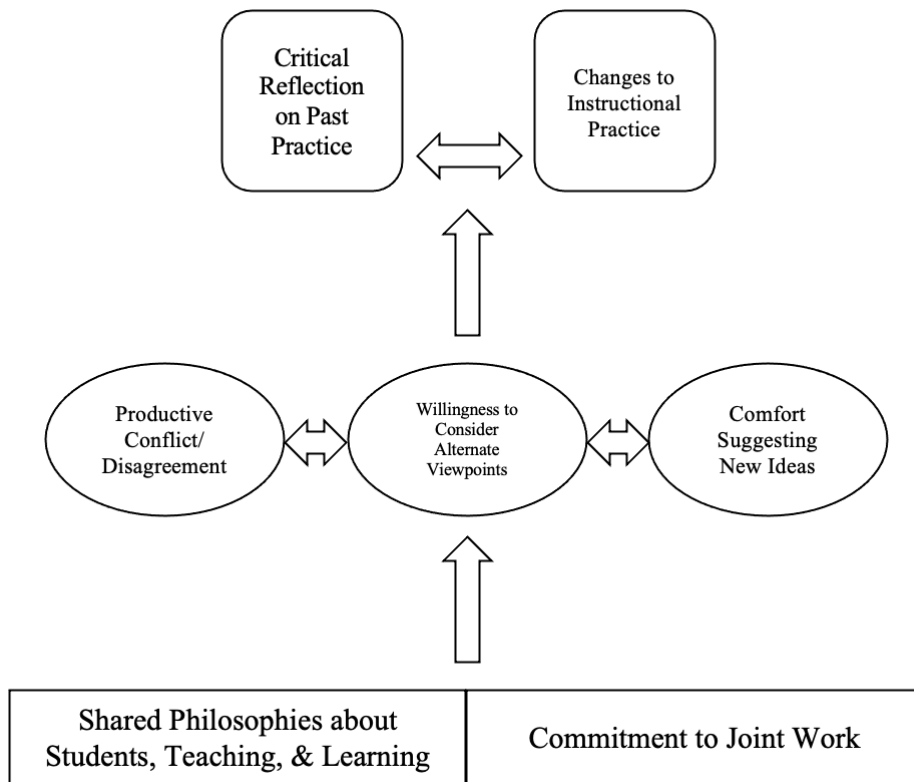 Critical
Reflection
on Past
Practice
Changes to
Instructional
Practice
Productive
Conflict/
Disagreement
Willingness to
Consider
Alternate
Viewpoints
Comfort
Suggesting
New Ideas
Shared Philosophies about
Students, Teaching, & Learning
Commitment to Joint Work